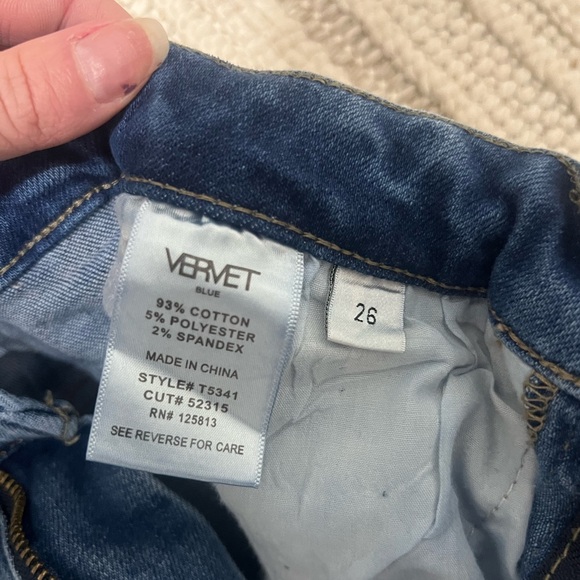 VERVET
BLUE
93% COTTON
5% POLYESTER
2% SPANDEX
MADE IN CHINA
STYLE# T5341
CUT# 52315
RN# 125813
SEE REVERSE FOR CARE
26